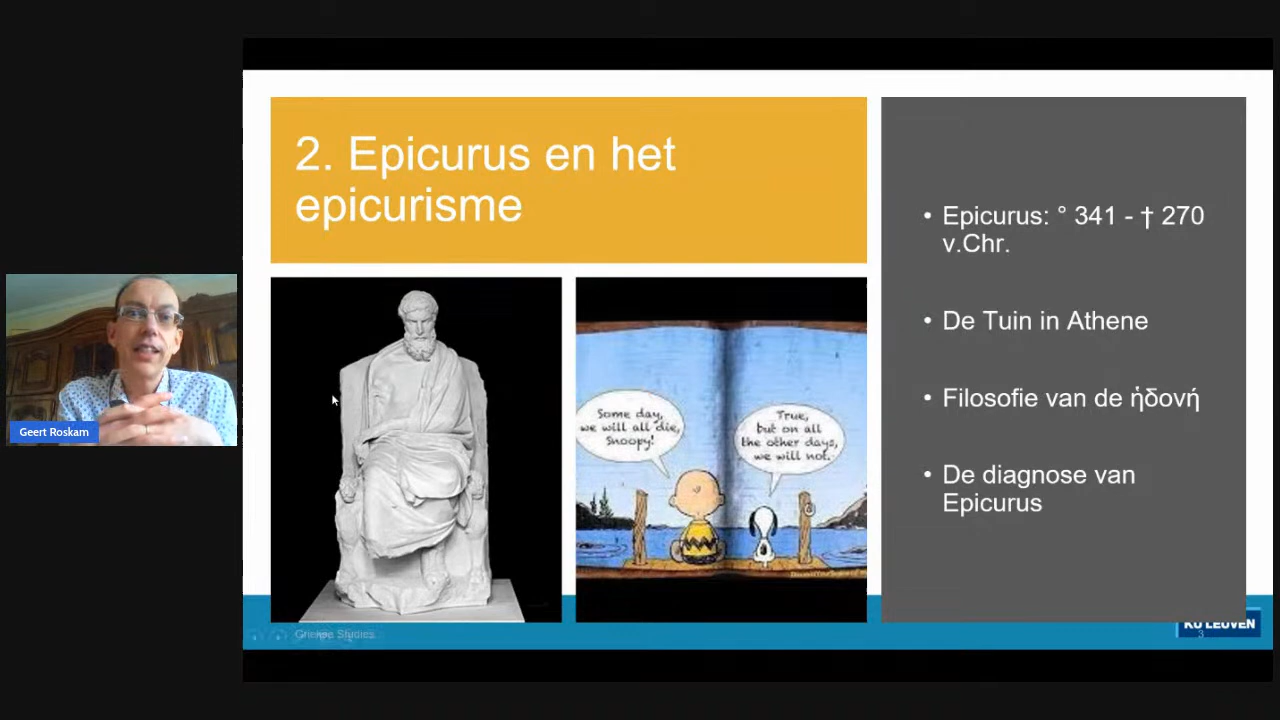 2. Epicurus en het
epicurisme
• Epicurus: ° 341 - † 270
v.Chr.
• De Tuin in Athene
• Filosofie van de ἡδονή
• De diagnose van
Epicurus
Some day,
we will all die,
Snoopy!
True,
but on all
the other days,
we will not.
Geert Roskam
Studies
KU LEUVEN
3